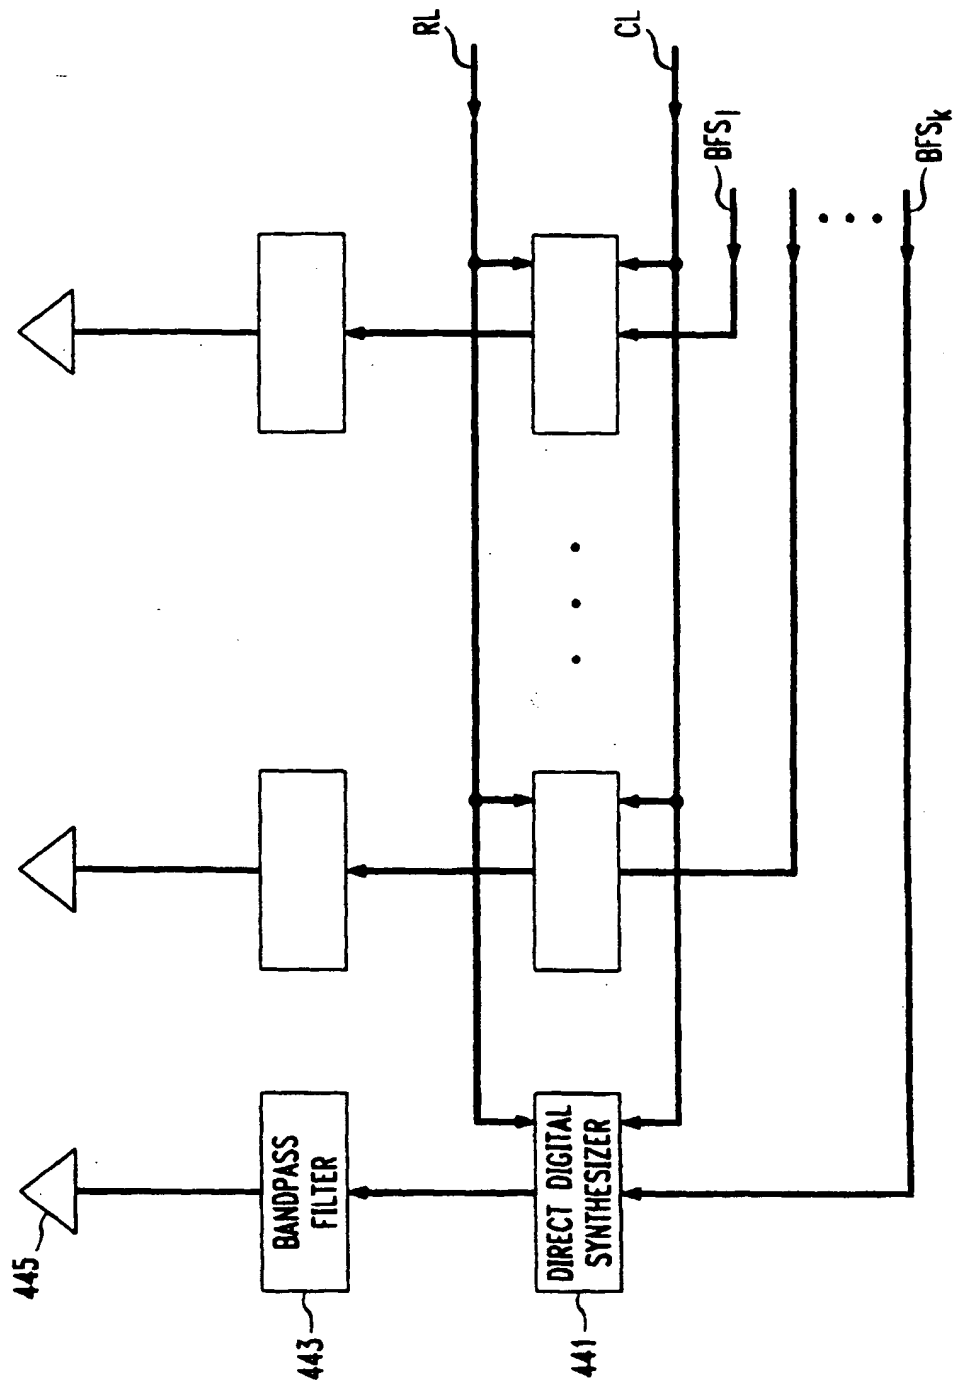 445
443
BANDPASS
FILTER
441
DIRECT DIGITAL
SYNTHESIZER
RL
CL
BFS1
BFSk